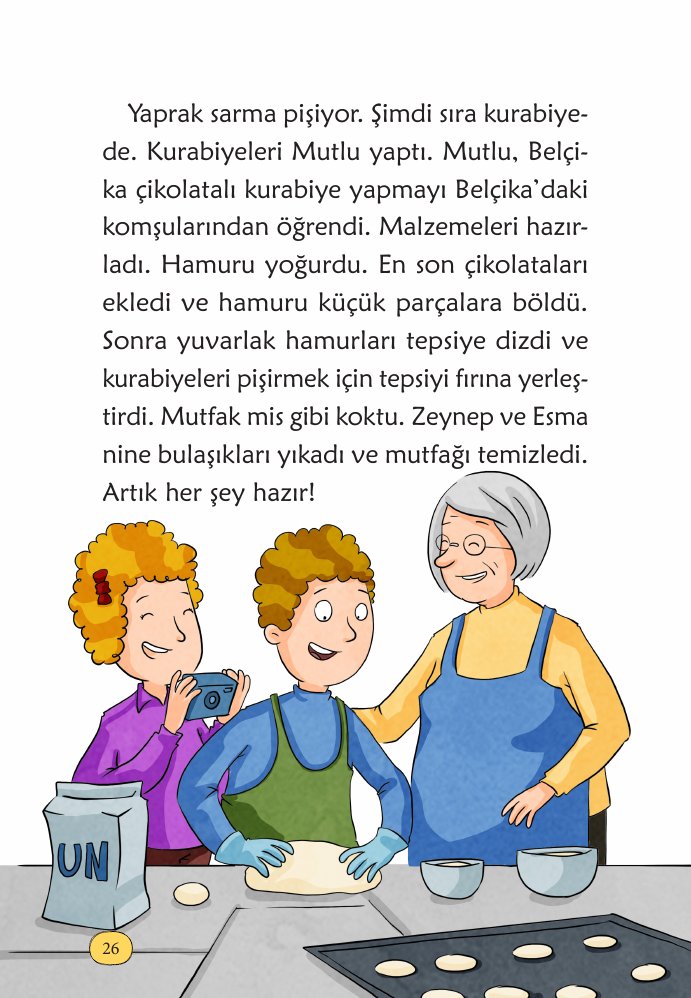 Yaprak sarma pişiyor. Şimdi sıra kurabiye-
de. Kurabiyeleri Mutlu yaptı. Mutlu, Belçi-
ka çikolatalı kurabiye yapmayı Belçika’daki
komşularından öğrendi. Malzemeleri hazır-
ladı. Hamuru yoğurdu. En son çikolataları
ekledi ve hamuru küçük parçalara böldü.
Sonra yuvarlak hamurları tepsiye dizdi ve
kurabiyeleri pişirmek için tepsiyi fırına yerleş-
tirdi. Mutfak mis gibi koktu. Zeynep ve Esma
nine bulaşıkları yıkadı ve mutfağı temizledi.
Artık her şey hazır!
UN
26